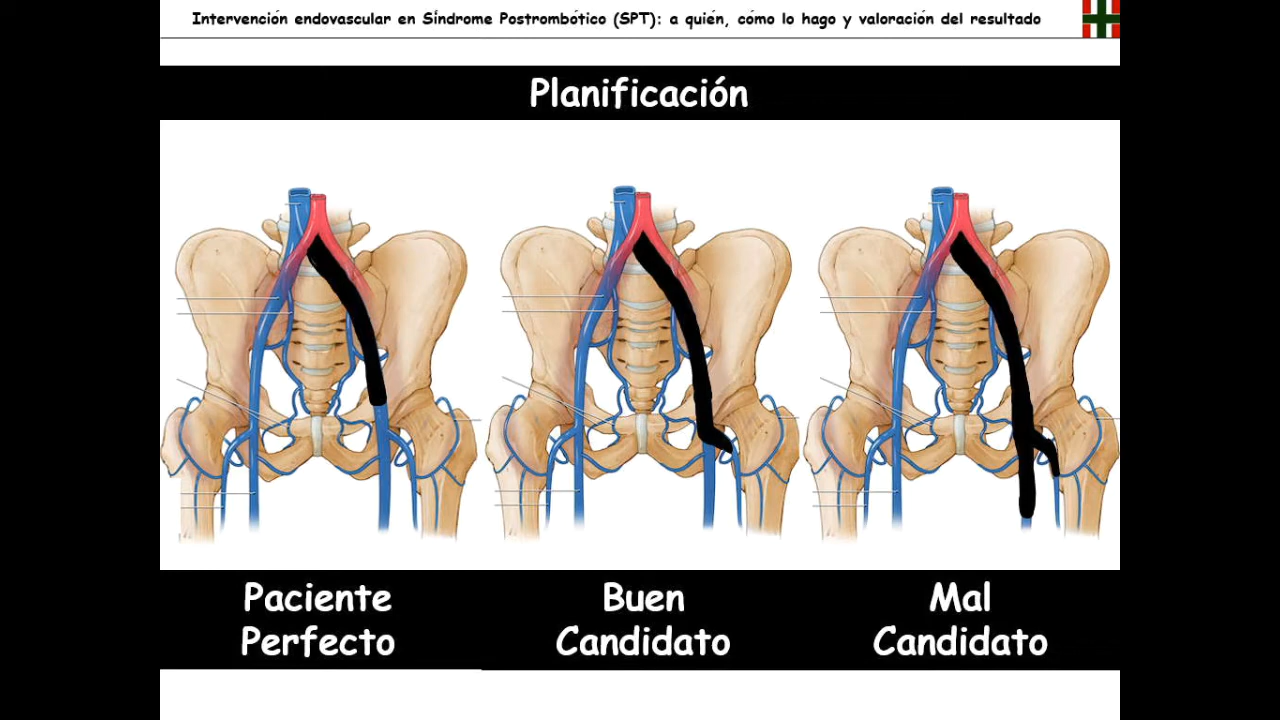 Intervención endovascular en Síndrome Postrombótico (SPT): a quién, cómo lo hago y valoración del resultado
Planificación
Paciente
Perfecto
Buen
Candidato
Mal
Candidato